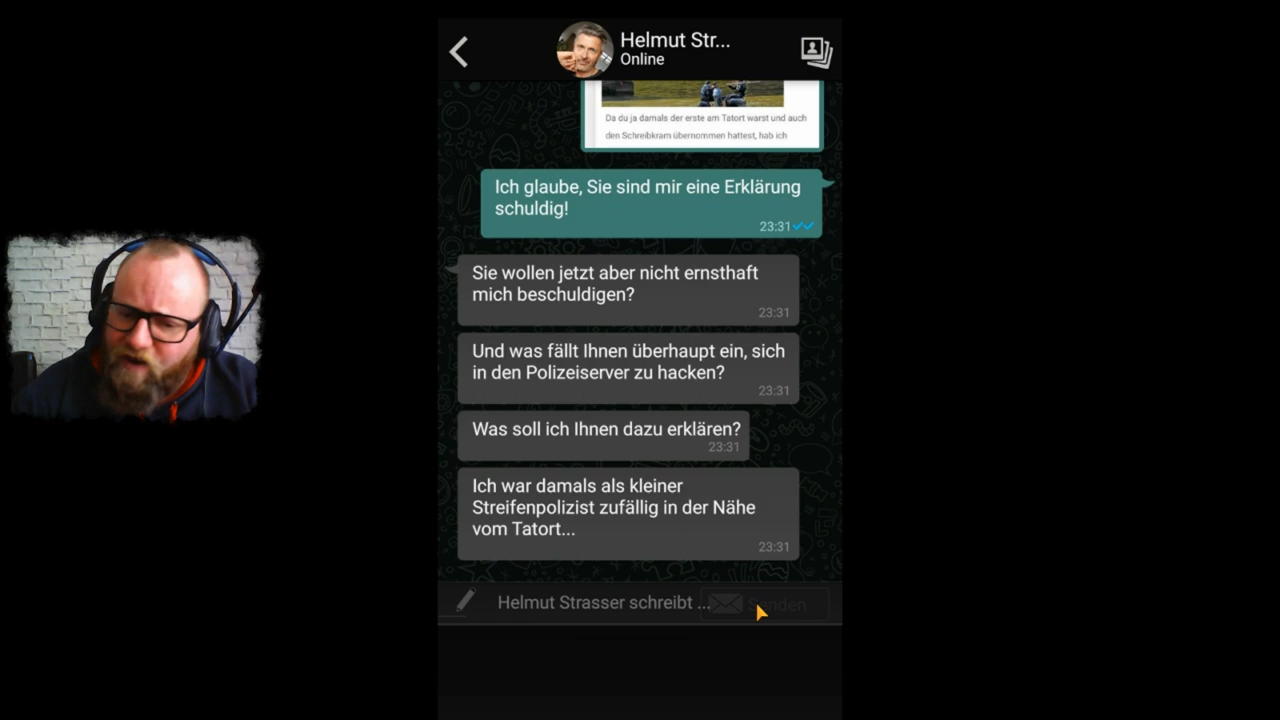 Helmut Str...
Online
Da du ja damals der erste am Tatort warst und auch
den Schreibkram übernommen hattest, hab ich
Ich glaube, Sie sind mir eine Erklärung
schuldig!
23:31
Sie wollen jetzt aber nicht ernsthaft
mich beschuldigen?
23:31
Und was fällt Ihnen überhaupt ein, sich
in den Polizeiserver zu hacken?
23:31
Was soll ich Ihnen dazu erklären?
23:31
Ich war damals als kleiner
Streifenpolizist zufällig in der Nähe
vom Tatort...
23:31
Helmut Strasser schreibt ...
Senden